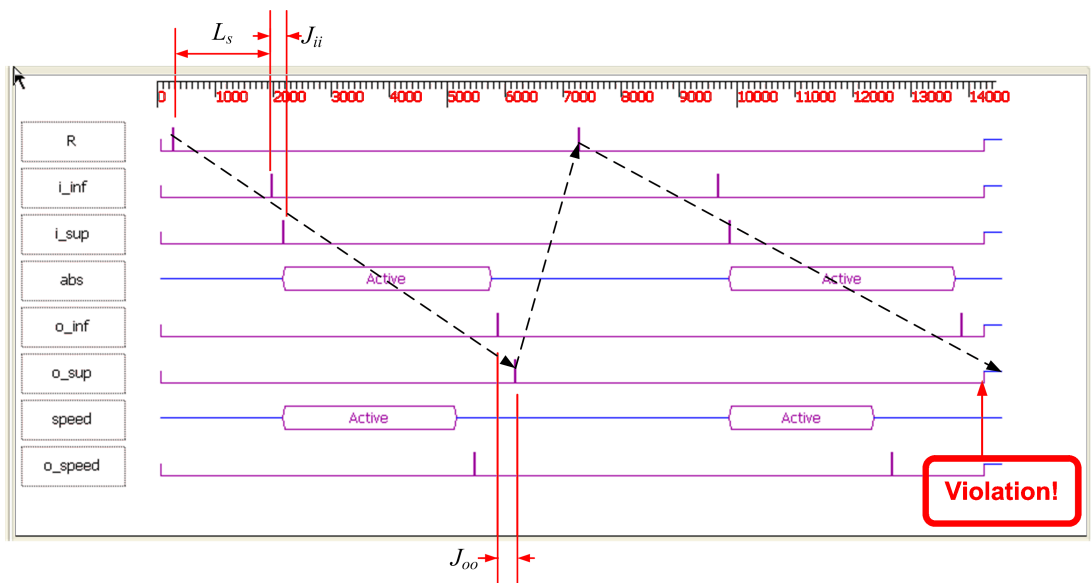 Ls Jii
0 1000 2000 3000 4000 5000 6000 7000 8000 9000 10000 11000 12000 13000 14000
R
i_inf
i_sup
abs Active Active
o_inf
o_sup
speed Active Active
o_speed
Violation!
Joo